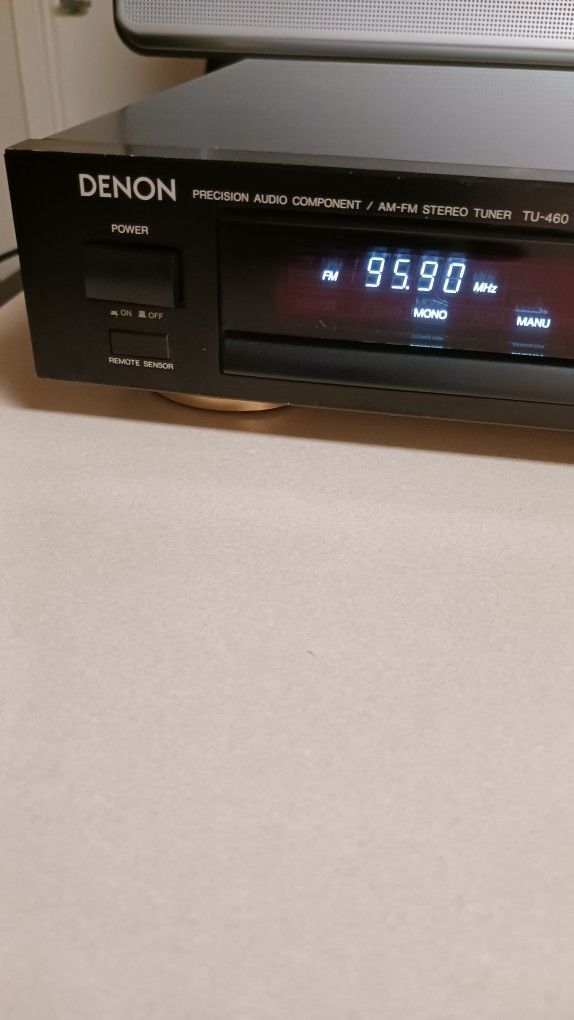 DENON PRECISION AUDIO COMPONENT / AM-FM STEREO TUNER TU-460
POWER
FM 95.90 MHz
ON OFF
MONO MANU
REMOTE SENSOR